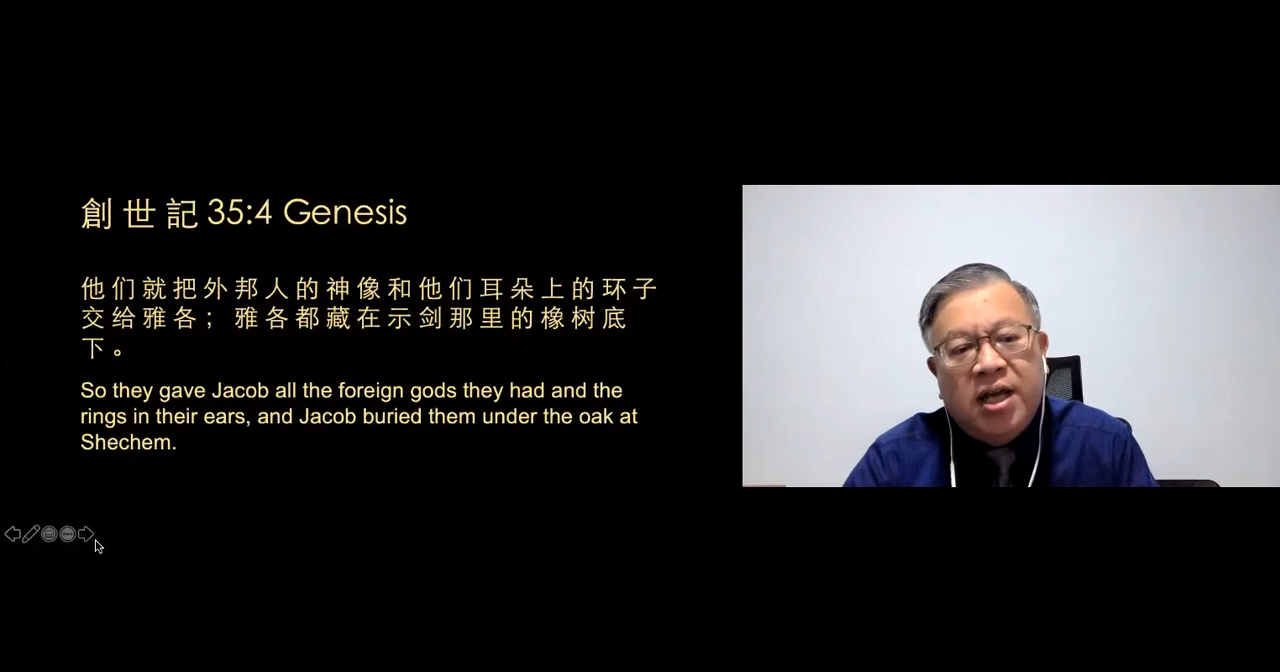 創世記 35:4 Genesis
他们就把外邦人的神像和他们耳朵上的环子
交给雅各；雅各都藏在示剑那里的橡树底
下。
So they gave Jacob all the foreign gods they had and the
rings in their ears, and Jacob buried them under the oak at
Shechem.